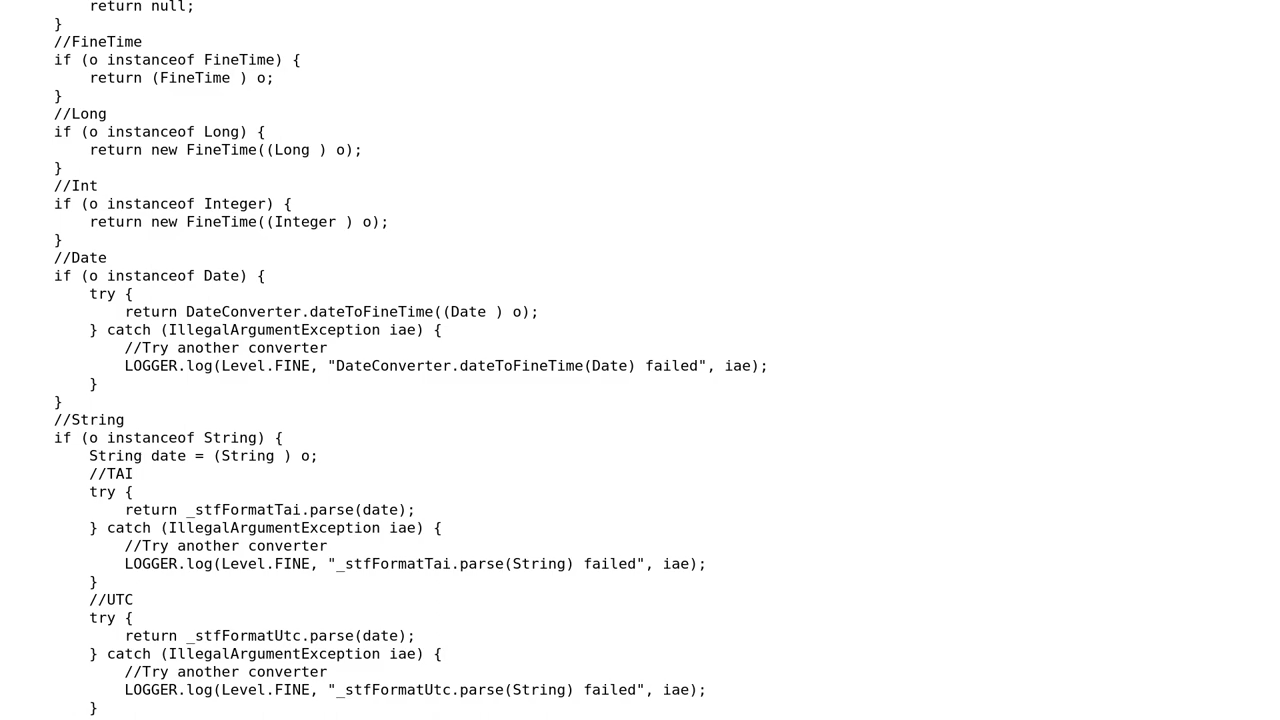 return null;
}
//FineTime
if (o instanceof FineTime) {
return (FineTime ) o;
}
//Long
if (o instanceof Long) {
return new FineTime((Long ) o);
}
//Int
if (o instanceof Integer) {
return new FineTime((Integer ) o);
}
//Date
if (o instanceof Date) {
try {
return DateConverter.dateToFineTime((Date ) o);
} catch (IllegalArgumentException iae) {
//Try another converter
LOGGER.log(Level.FINE, "DateConverter.dateToFineTime(Date) failed", iae);
}
}
//String
if (o instanceof String) {
String date = (String ) o;
//TAI
try {
return _stfFormatTai.parse(date);
} catch (IllegalArgumentException iae) {
//Try another converter
LOGGER.log(Level.FINE, "_stfFormatTai.parse(String) failed", iae);
}
//UTC
try {
return _stfFormatUtc.parse(date);
} catch (IllegalArgumentException iae) {
//Try another converter
LOGGER.log(Level.FINE, "_stfFormatUtc.parse(String) failed", iae);
}